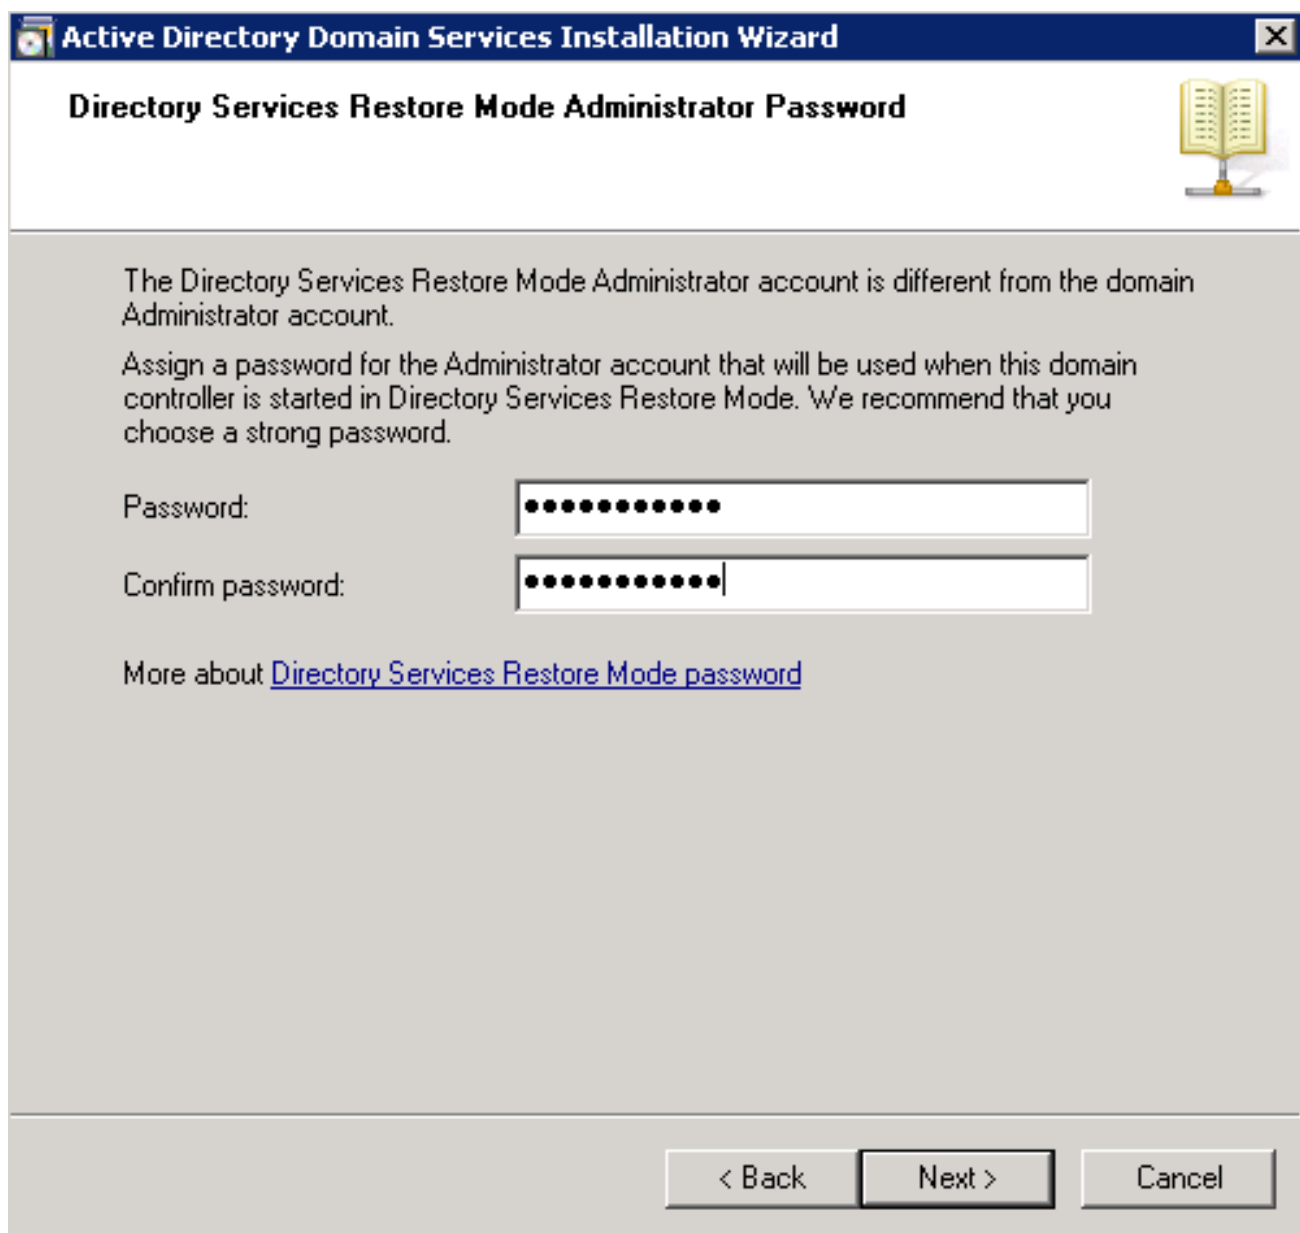 Active Directory Domain Services Installation Wizard
Directory Services Restore Mode Administrator Password
The Directory Services Restore Mode Administrator account is different from the domain
Administrator account.
Assign a password for the Administrator account that will be used when this domain
controller is started in Directory Services Restore Mode. We recommend that you
choose a strong password.
Password: ●●●●●●●●●●●
Confirm password: ●●●●●●●●●●●
More about Directory Services Restore Mode password
< Back Next > Cancel